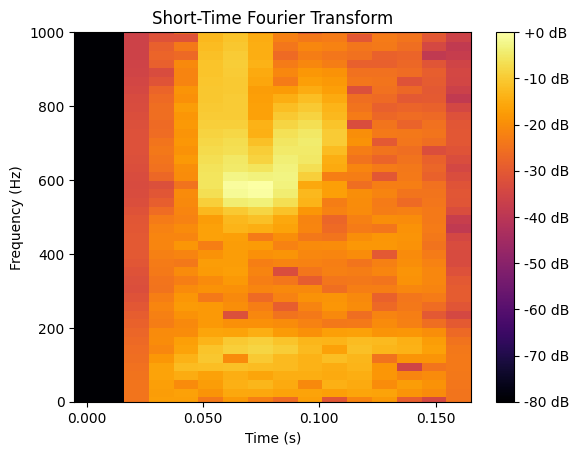 Short-Time Fourier Transform
1000
800
600
400
200
0
Frequency (Hz)
0.000
0.050
0.100
0.150
Time (s)
+0 dB
-10 dB
-20 dB
-30 dB
-40 dB
-50 dB
-60 dB
-70 dB
-80 dB